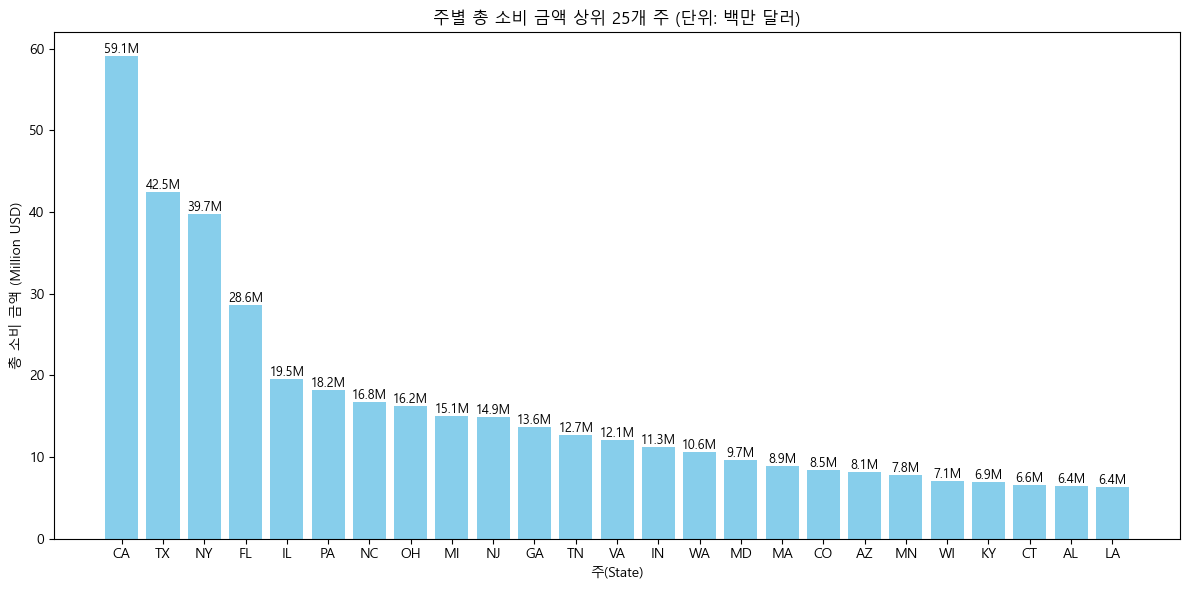 주별 총 소비 금액 상위 25개 주 (단위: 백만 달러)
총 소비 금액 (Million USD)
60
50
40
30
20
10
0
59.1M
42.5M
39.7M
28.6M
19.5M
18.2M
16.8M
16.2M
15.1M
14.9M
13.6M
12.7M
12.1M
11.3M
10.6M
9.7M
8.9M
8.5M
8.1M
7.8M
7.1M
6.9M
6.6M
6.4M
6.4M
CA TX NY FL IL PA NC OH MI NJ GA TN VA IN WA MD MA CO AZ MN WI KY CT AL LA
주(State)